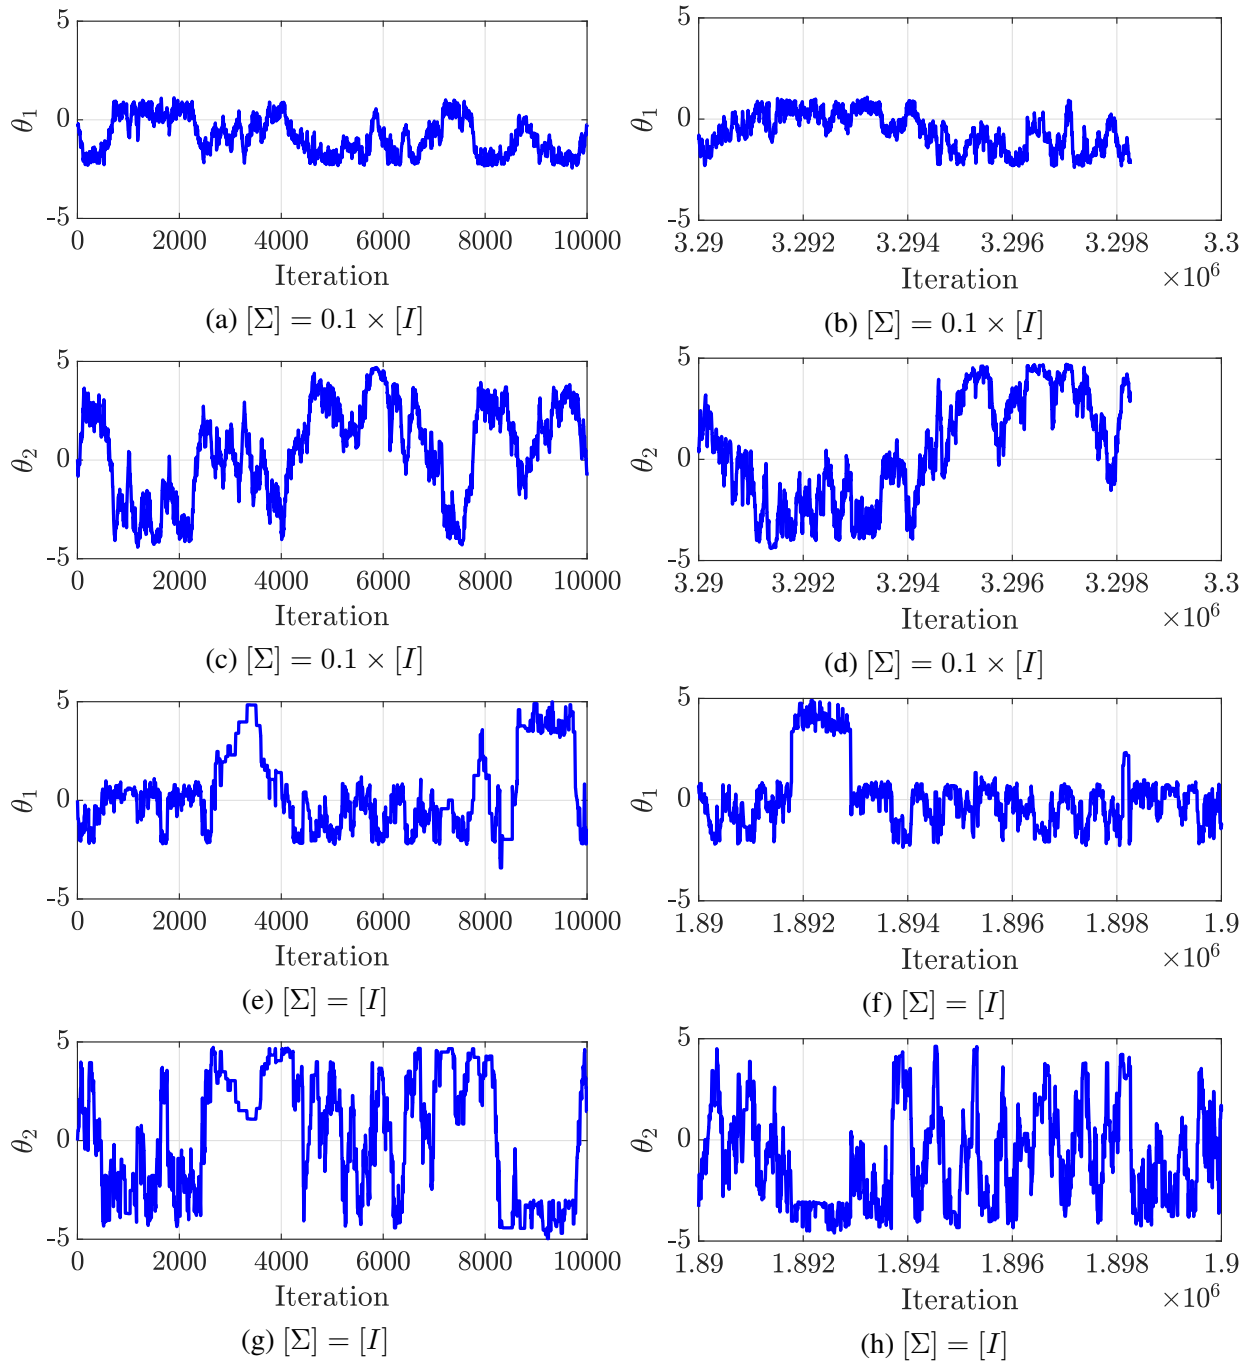 5
0
-5
θ1
0 2000 4000 6000 8000 10000
Iteration
(a) [Σ] = 0.1 × [I]
5
0
-5
θ1
3.29 3.292 3.294 3.296 3.298 3.3
Iteration ×10^6
(b) [Σ] = 0.1 × [I]
5
0
-5
θ2
0 2000 4000 6000 8000 10000
Iteration
(c) [Σ] = 0.1 × [I]
5
0
-5
θ2
3.29 3.292 3.294 3.296 3.298 3.3
Iteration ×10^6
(d) [Σ] = 0.1 × [I]
5
0
-5
θ1
0 2000 4000 6000 8000 10000
Iteration
(e) [Σ] = [I]
5
0
-5
θ1
1.89 1.892 1.894 1.896 1.898 1.9
Iteration ×10^6
(f) [Σ] = [I]
5
0
-5
θ2
0 2000 4000 6000 8000 10000
Iteration
(g) [Σ] = [I]
5
0
-5
θ2
1.89 1.892 1.894 1.896 1.898 1.9
Iteration ×10^6
(h) [Σ] = [I]